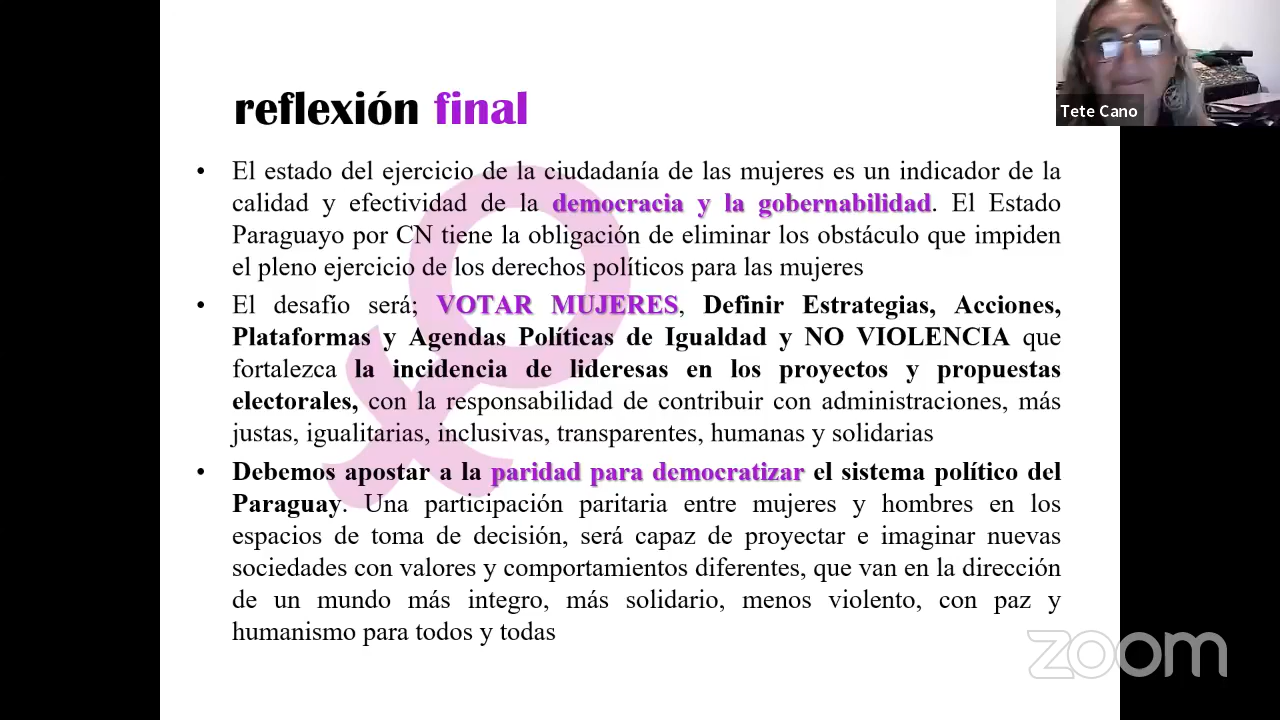 reflexión final
• El estado del ejercicio de la ciudadanía de las mujeres es un indicador de la
calidad y efectividad de la democracia y la gobernabilidad. El Estado
Paraguayo por CN tiene la obligación de eliminar los obstáculo que impiden
el pleno ejercicio de los derechos políticos para las mujeres
• El desafío será; VOTAR MUJERES, Definir Estrategias, Acciones,
Plataformas y Agendas Políticas de Igualdad y NO VIOLENCIA que
fortalezca la incidencia de lideresas en los proyectos y propuestas
electorales, con la responsabilidad de contribuir con administraciones, más
justas, igualitarias, inclusivas, transparentes, humanas y solidarias
• Debemos apostar a la paridad para democratizar el sistema político del
Paraguay. Una participación paritaria entre mujeres y hombres en los
espacios de toma de decisión, será capaz de proyectar e imaginar nuevas
sociedades con valores y comportamientos diferentes, que van en la dirección
de un mundo más integro, más solidario, menos violento, con paz y
humanismo para todos y todas
Tete Cano
zoom